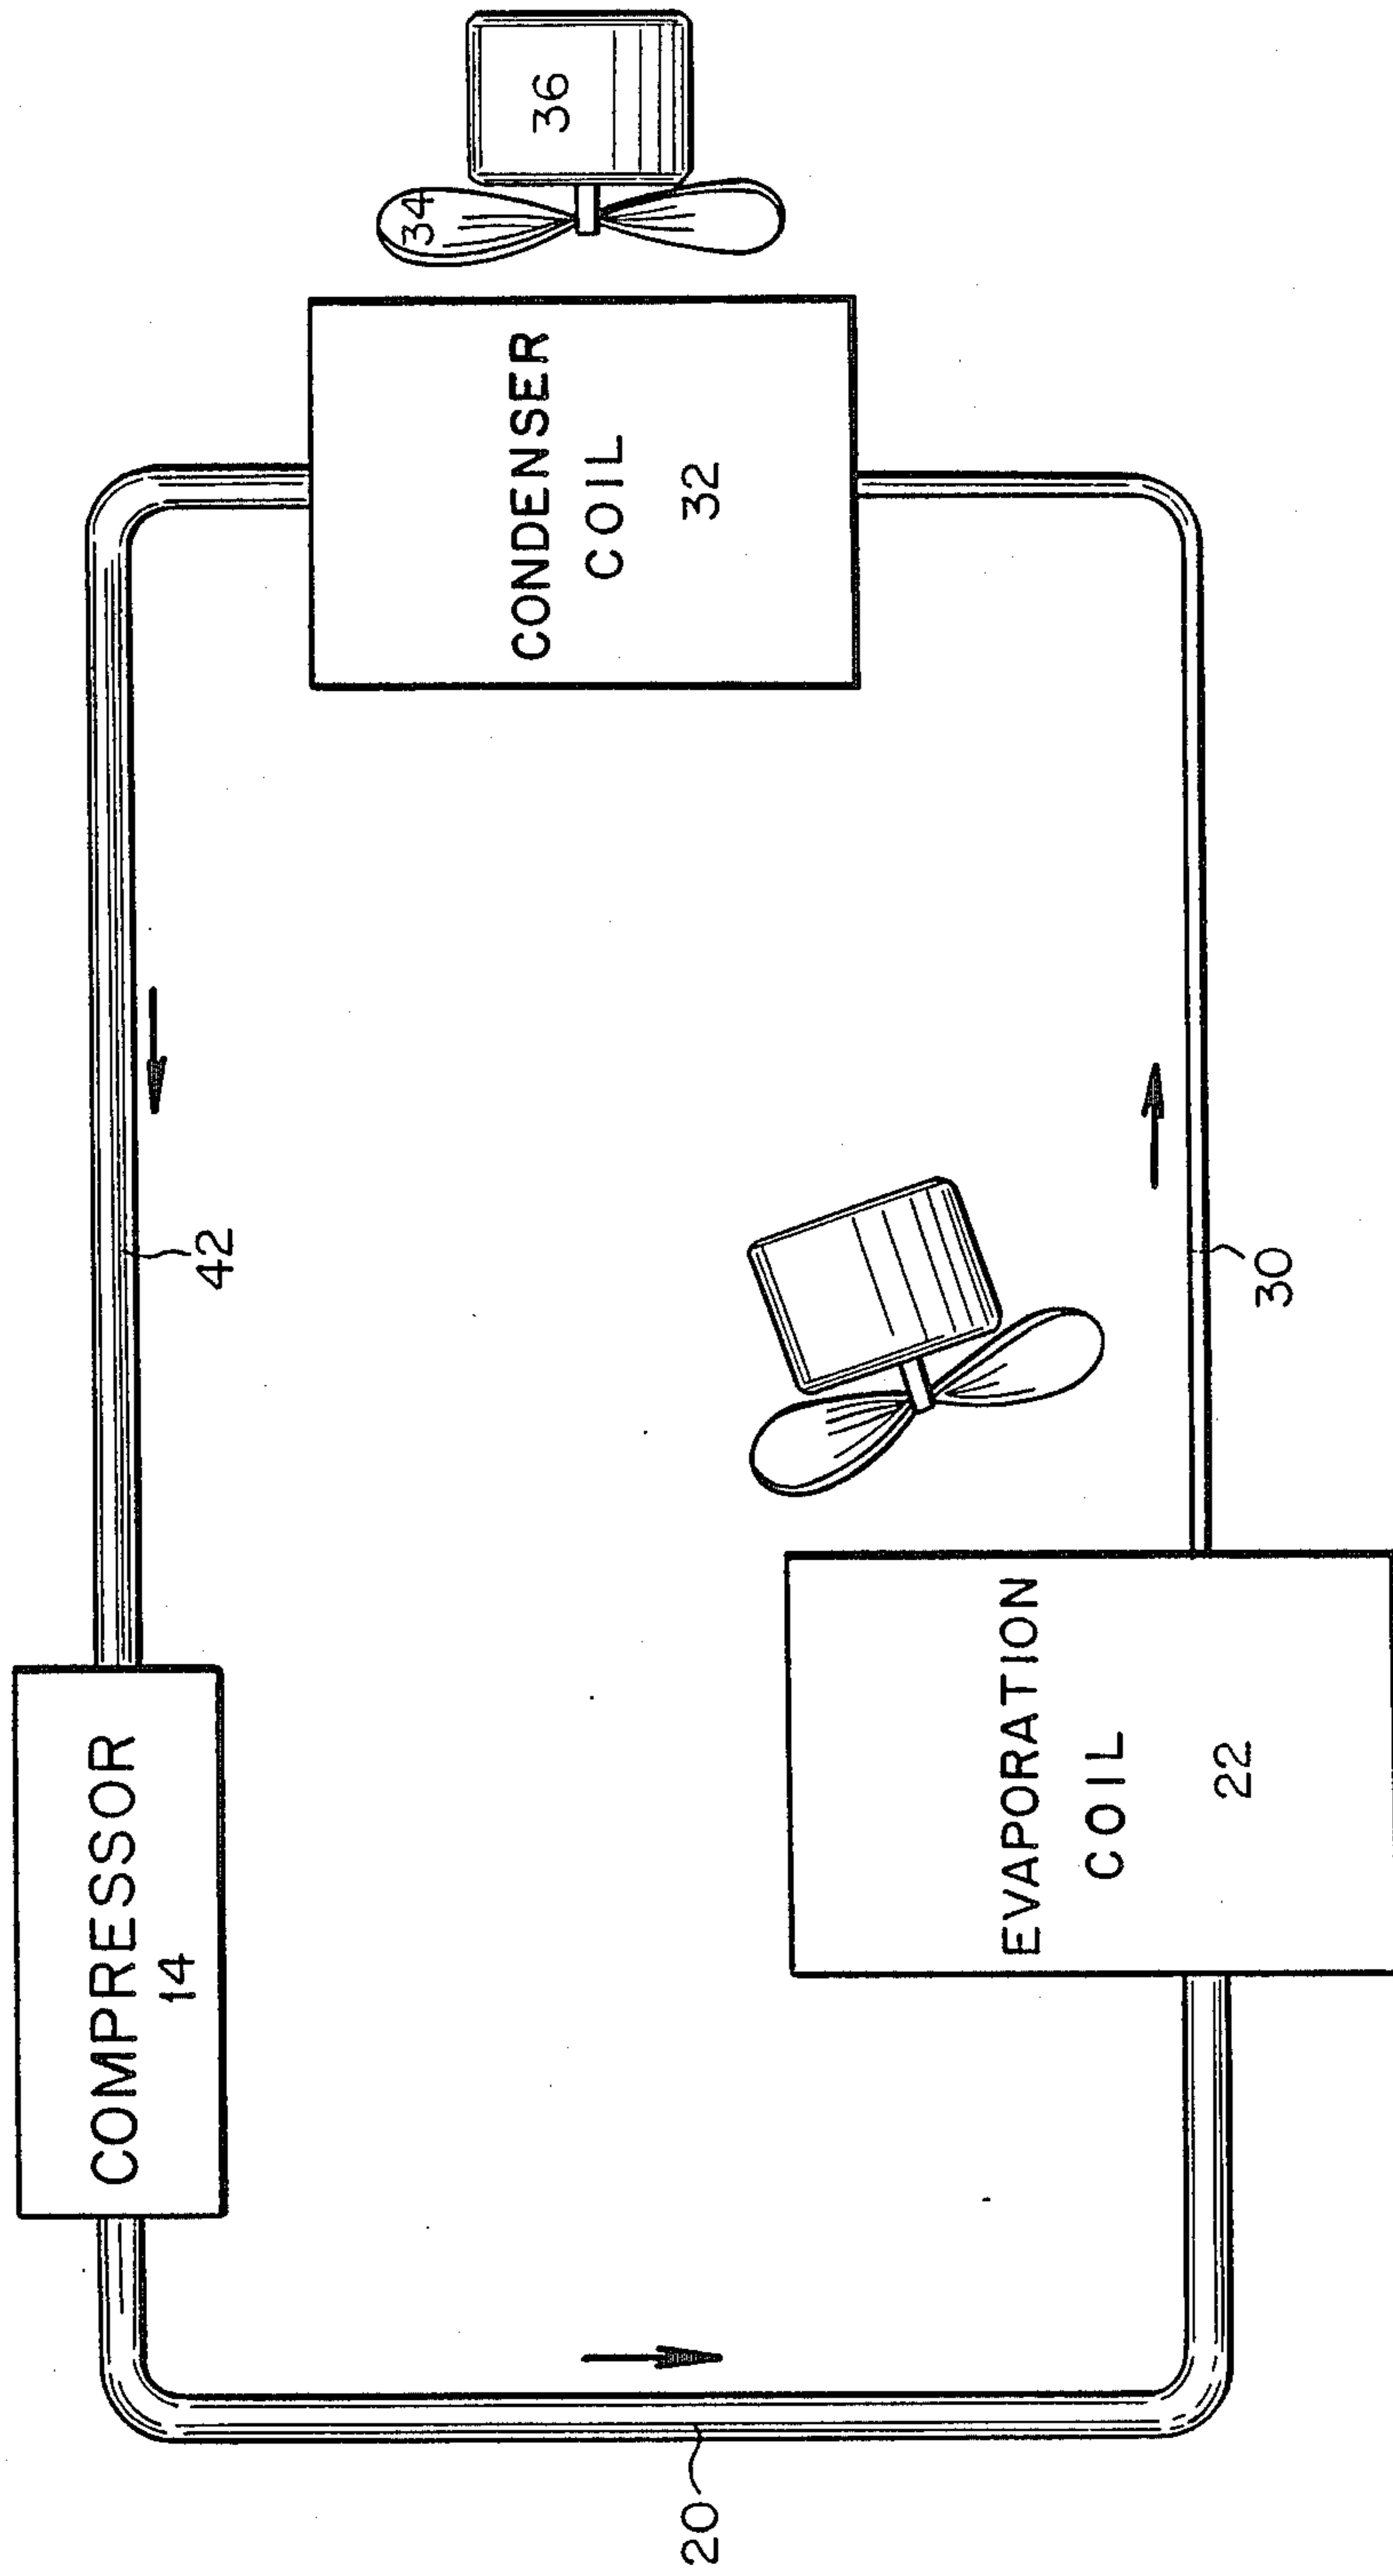 COMPRESSOR
14
42
CONDENSER
COIL
32
34
36
20
EVAPORATION
COIL
22
30